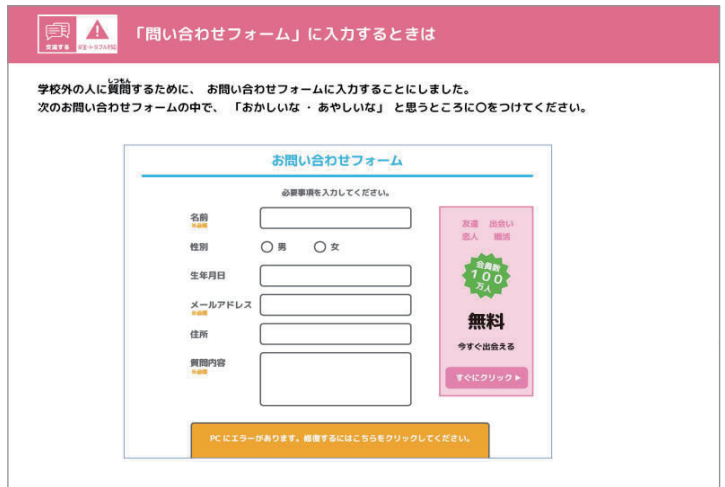 交流する 安全・トラブル対応
「問い合わせフォーム」に入力するときは
しつもん
学校外の人に質問するために、 お問い合わせフォームに入力することにしました。
次のお問い合わせフォームの中で、 「おかしいな ・ あやしいな」 と思うところに〇をつけてください。
お問い合わせフォーム
必要事項を入力してください。
名前
※必須
性別
男 女
生年月日
メールアドレス
※必須
住所
質問内容
※必須
友達 出会い
恋人 婚活
会員数
100
万人
無料
今すぐ出会える
すぐにクリック▶
PCにエラーがあります。修復するにはこちらをクリックしてください。